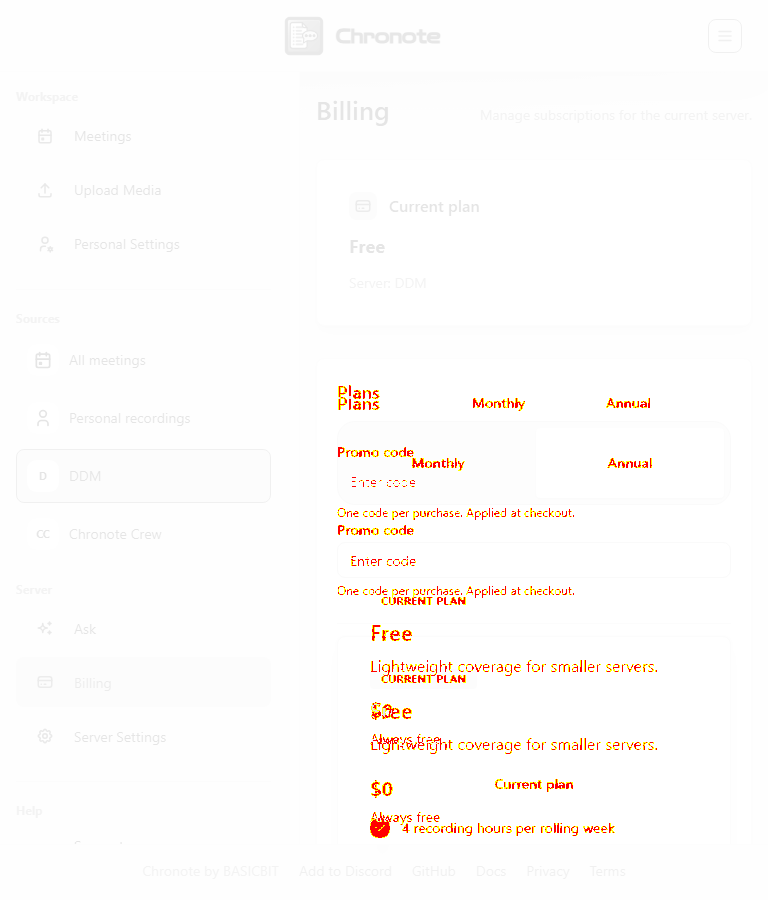 Chronote
Workspace
Meetings
Upload Media
Personal Settings
Sources
All meetings
Personal recordings
D DDM
CC Chronote Crew
Server
Ask
Billing
Server Settings
Help
Billing
Manage subscriptions for the current server.
Current plan
Free
Server: DDM
Plans
Plans
Monthly
Annual
Promo code
Monthly
Annual
Enter code
One code per purchase. Applied at checkout.
Promo code
Enter code
One code per purchase. Applied at checkout.
CURRENT PLAN
Free
Lightweight coverage for smaller servers.
CURRENT PLAN
$0
Free
Always free
Lightweight coverage for smaller servers.
$0
Current plan
Always free
4 recording hours per rolling week
Chronote by BASICBIT
Add to Discord
GitHub
Docs
Privacy
Terms